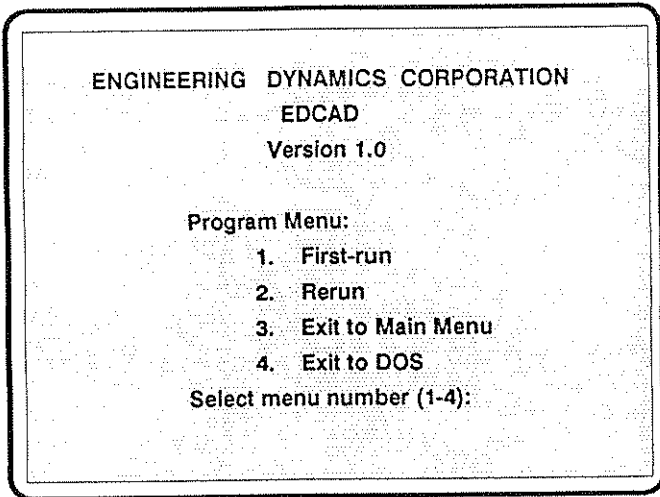 ENGINEERING DYNAMICS CORPORATION
EDCAD
Version 1.0
Program Menu:
1. First-run
2. Rerun
3. Exit to Main Menu
4. Exit to DOS
Select menu number (1-4):